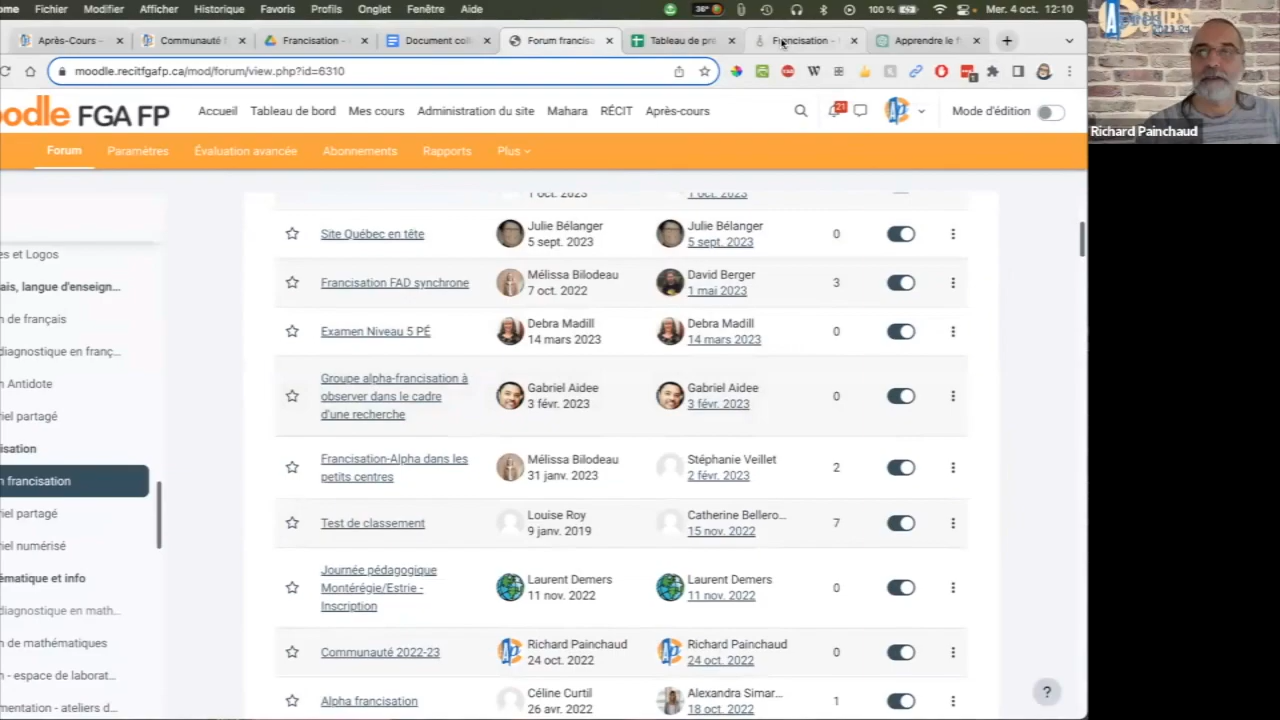 ome Fichier Modifier Afficher Historique Favoris Profils Onglet Fenêtre Aide 36° 100 % Mer. 4 oct. 12:10
Après-Cours - Communauté Francisation - Document col Forum francisa Tableau de pré Francisation - Apprendre le f
moodle.recitfgafp.ca/mod/forum/view.php?id=6310
oodle FGA FP Accueil Tableau de bord Mes cours Administration du site Mahara RÉCIT Après-cours 21 Mode d'édition
Richard Painchaud
Forum Paramètres Évaluation avancée Abonnements Rapports Plus
1 oct. 2023 1 oct. 2023
Site Québec en tête Julie Bélanger 5 sept. 2023 Julie Bélanger 5 sept. 2023 0
es et Logos
Francisation FAD synchrone Mélissa Bilodeau 7 oct. 2022 David Berger 1 mai 2023 3
ais, langue d'enseign...
n de français
Examen Niveau 5 PÉ Debra Madill 14 mars 2023 Debra Madill 14 mars 2023 0
diagnostique en franç...
n Antidote
Groupe alpha-francisation à
observer dans le cadre
d'une recherche
Gabriel Aidee 3 févr. 2023 Gabriel Aidee 3 févr. 2023 0
iel partagé
isation
Francisation-Alpha dans les
petits centres
Mélissa Bilodeau 31 janv. 2023 Stéphanie Veillet 2 févr. 2023 2
n francisation
iel partagé
Test de classement Louise Roy 9 janv. 2019 Catherine Bellero... 15 nov. 2022 7
iel numérisé
ématique et info
Journée pédagogique
Montérégie/Estrie -
Inscription
Laurent Demers 11 nov. 2022 Laurent Demers 11 nov. 2022 0
diagnostique en math...
n de mathématiques
Communauté 2022-23 Richard Painchaud 24 oct. 2022 Richard Painchaud 24 oct. 2022 0
n - espace de laborat...
Alpha francisation Céline Curtil 26 avr. 2022 Alexandra Simar... 18 oct. 2022 1
mentation - ateliers d...
?